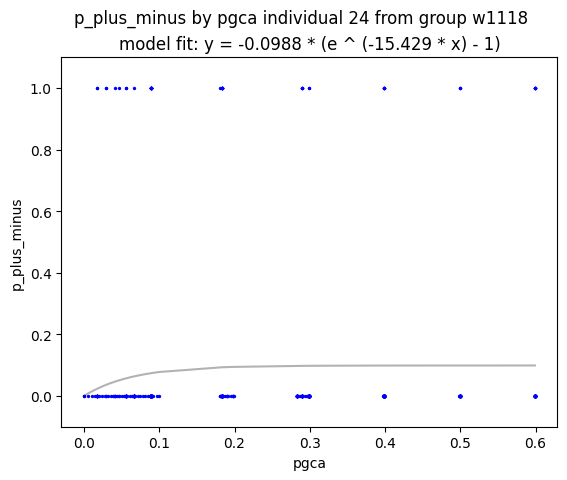 p_plus_minus by pgca individual 24 from group w1118
model fit: y = -0.0988 * (e ^ (-15.429 * x) - 1)
1.0
0.8
0.6
0.4
0.2
0.0
p_plus_minus
0.0 0.1 0.2 0.3 0.4 0.5 0.6
pgca